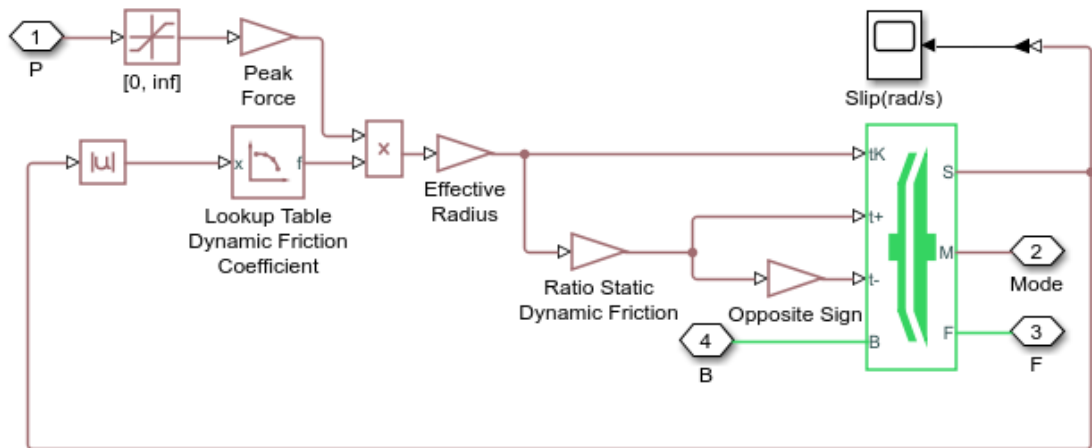 1
P
[0, inf]
Peak
Force
Slip(rad/s)
|u|
x
f
Lookup Table
Dynamic Friction
Coefficient
×
Effective
Radius
Ratio Static
Dynamic Friction
Opposite Sign
tK
t+
t-
B
S
M
F
2
Mode
3
F
4
B